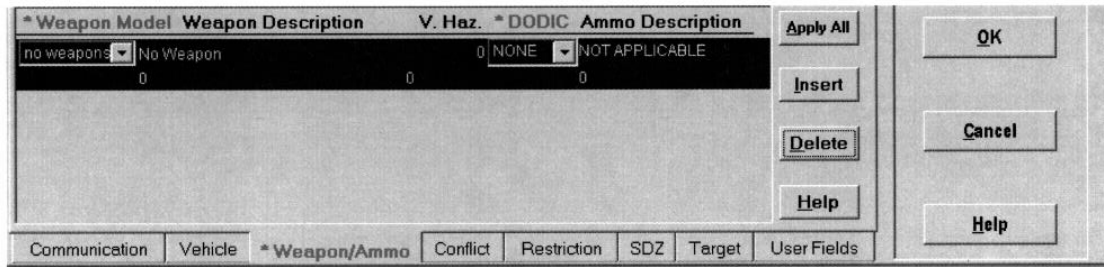 * Weapon Model Weapon Description V. Haz. * DODIC Ammo Description
no weapons No Weapon 0 NONE NOT APPLICABLE
0 0 0
Apply All
Insert
Delete
Help
OK
Cancel
Help
Communication Vehicle * Weapon/Ammo Conflict Restriction SDZ Target User Fields